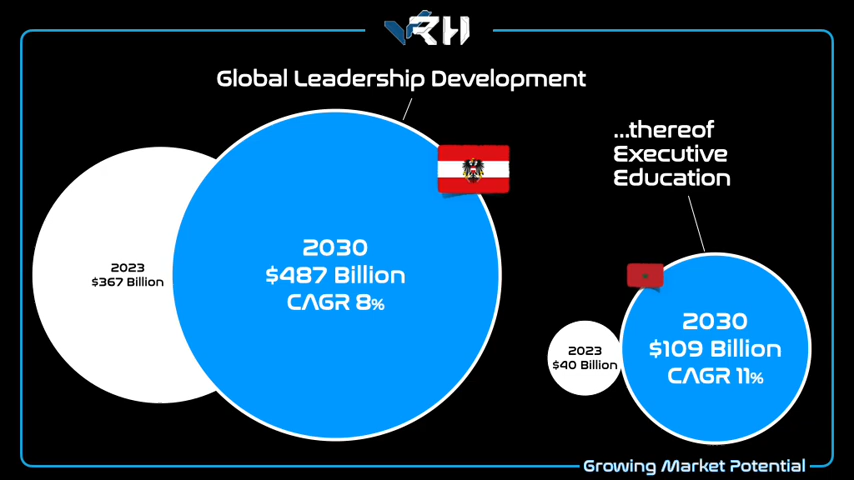 VRH
Global Leadership Development
...thereof
Executive
Education
2023
$367 Billion
2030
$487 Billion
CAGR 8%
2023
$40 Billion
2030
$109 Billion
CAGR 11%
Growing Market Potential